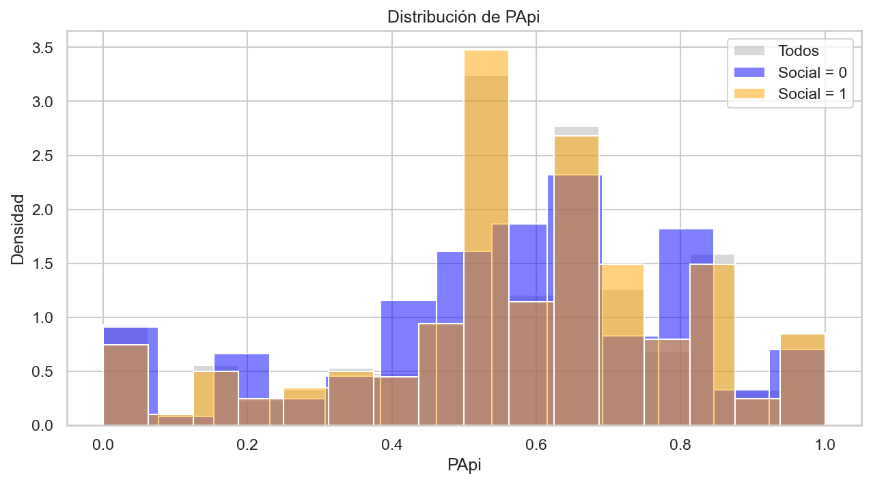 Distribución de PApi
Todos
Social = 0
Social = 1
3.5
3.0
2.5
2.0
1.5
1.0
0.5
0.0
Densidad
0.0 0.2 0.4 0.6 0.8 1.0
PApi